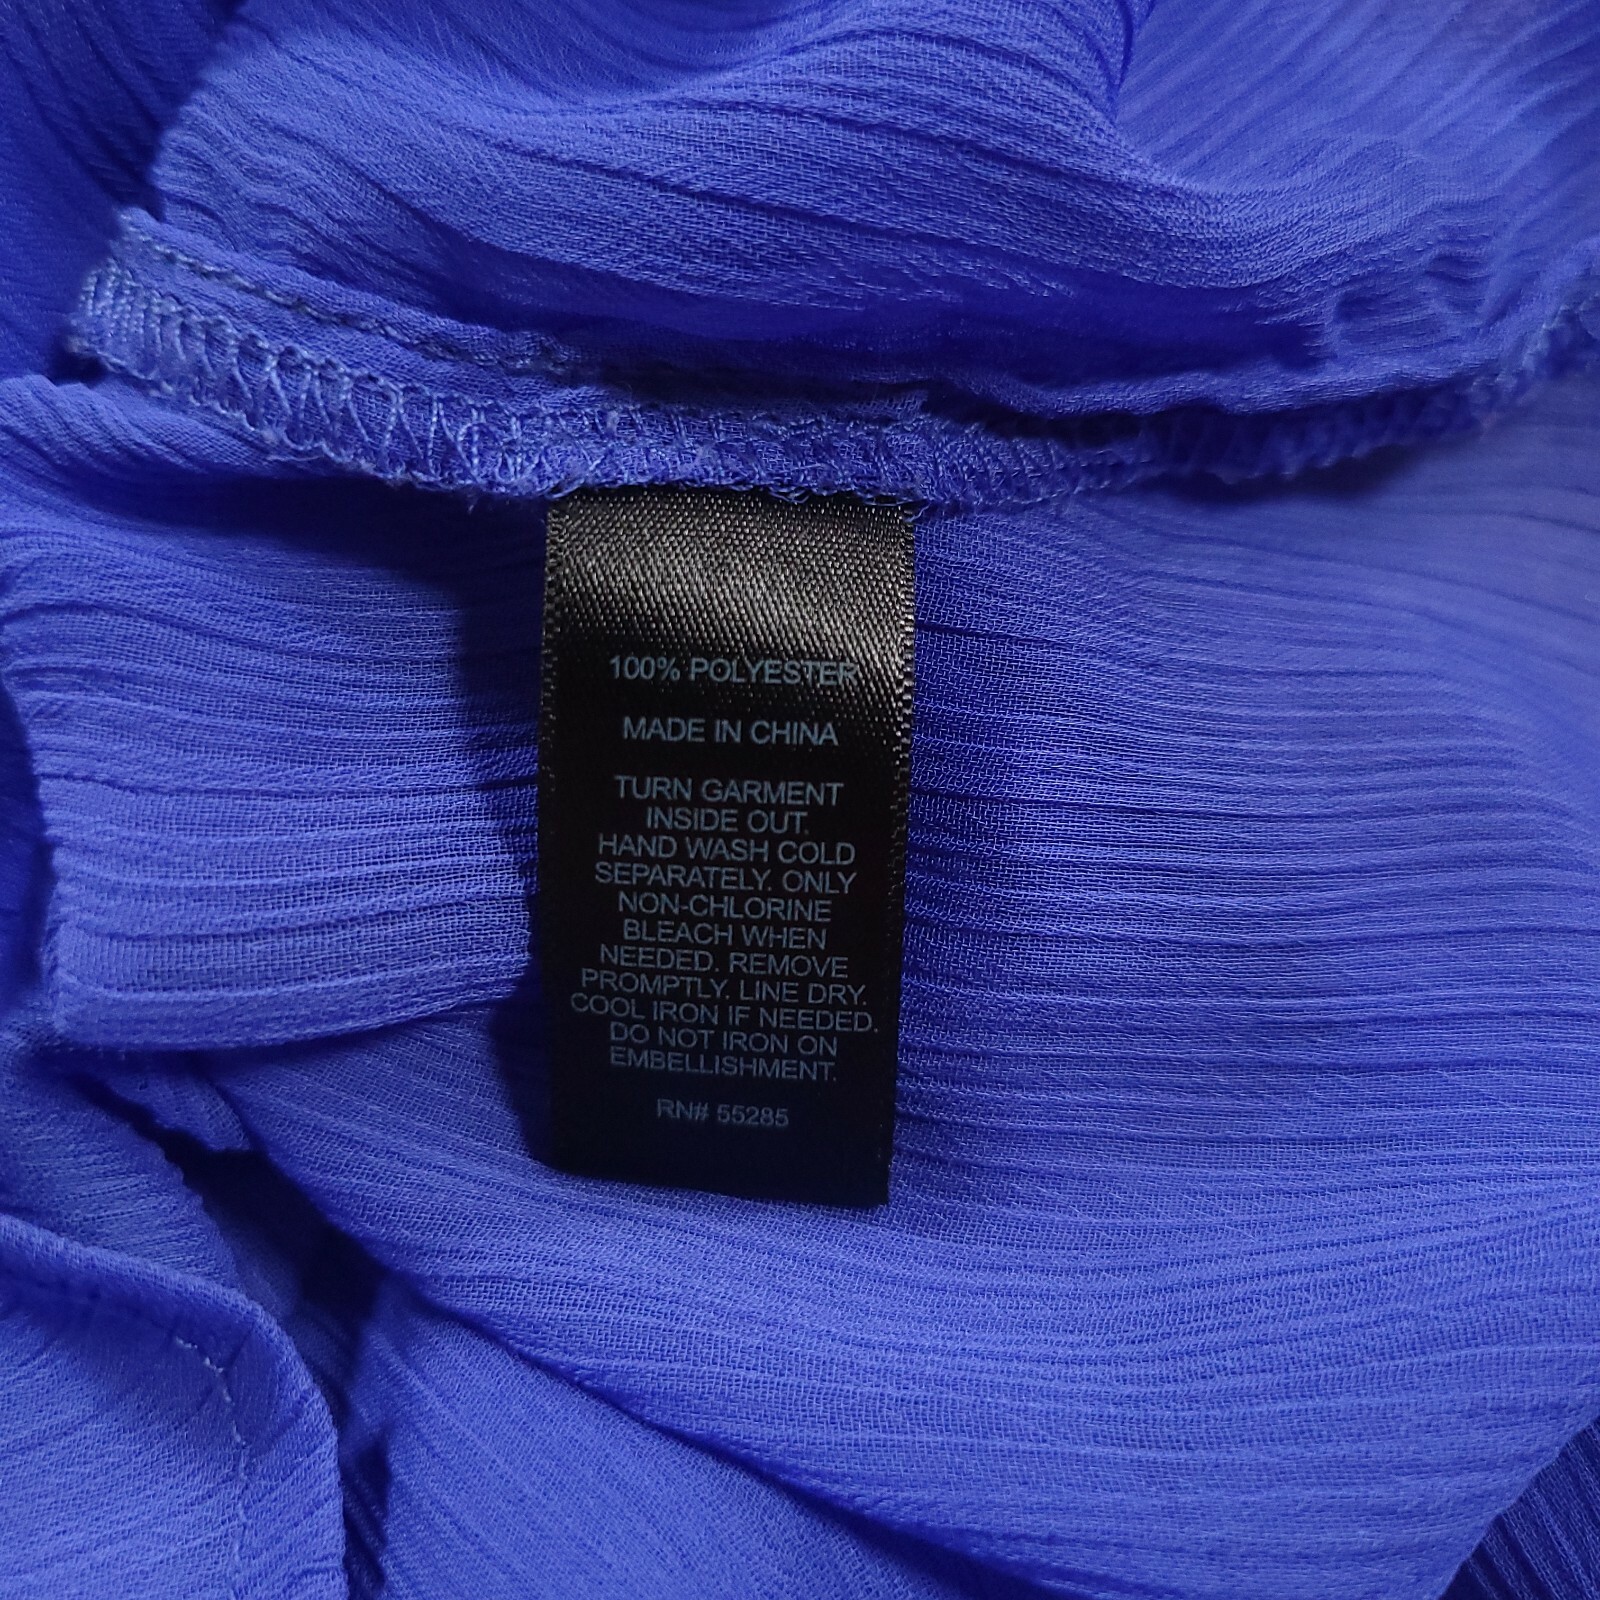 100% POLYESTER
MADE IN CHINA
TURN GARMENT
INSIDE OUT.
HAND WASH COLD
SEPARATELY. ONLY
NON-CHLORINE
BLEACH WHEN
NEEDED. REMOVE
PROMPTLY. LINE DRY.
COOL IRON IF NEEDED.
DO NOT IRON ON
EMBELLISHMENT.
RN# 55285